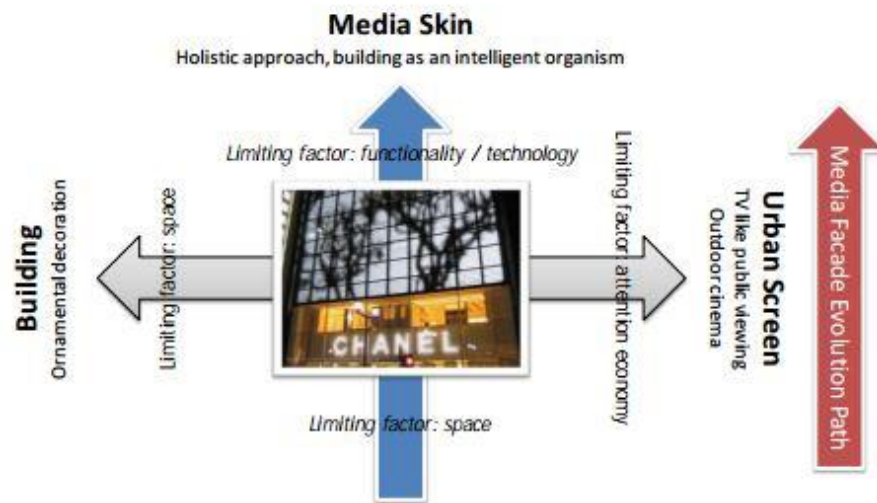 Media Skin
Holistic approach, building as an intelligent organism
Limiting factor: functionality / technology
Building
Ornamental decoration
Limiting factor: space
CHANEL
Limiting factor: attention economy
Urban Screen
TV like public viewing
Outdoor cinema
Media Facade Evolution Path
Limiting factor: space